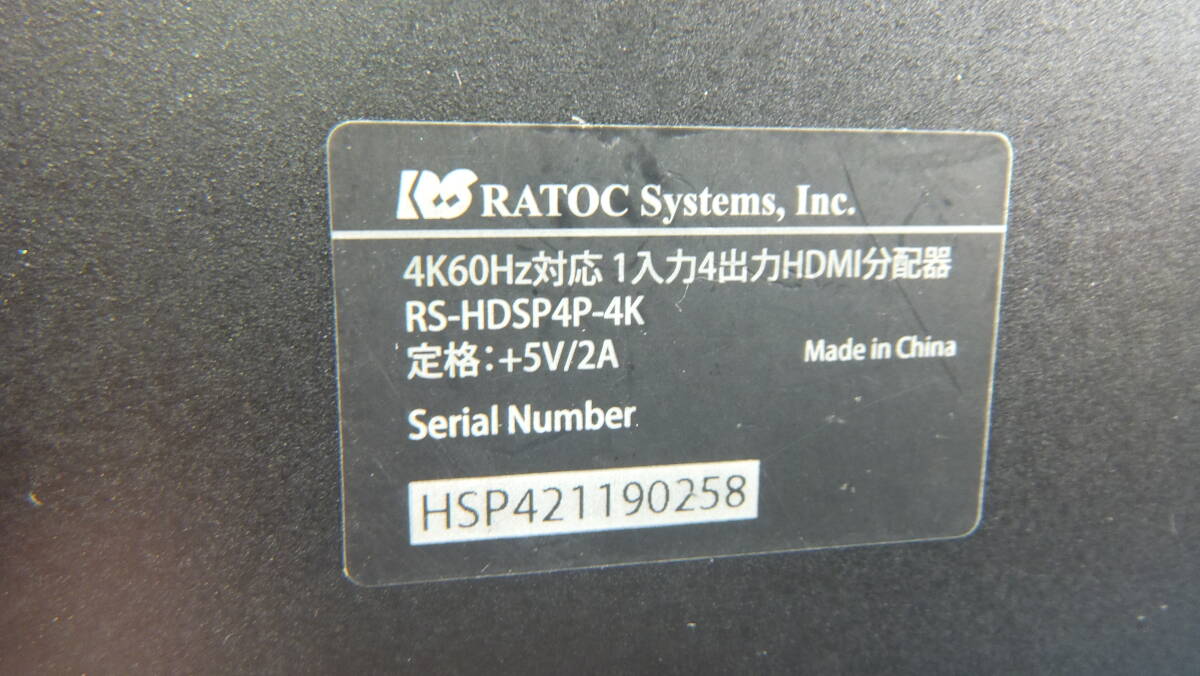 RS RATOC Systems, Inc.
4K60Hz対応 1入力4出力HDMI分配器
RS-HDSP4P-4K
定格:+5V/2A
Made in China
Serial Number
HSP421190258